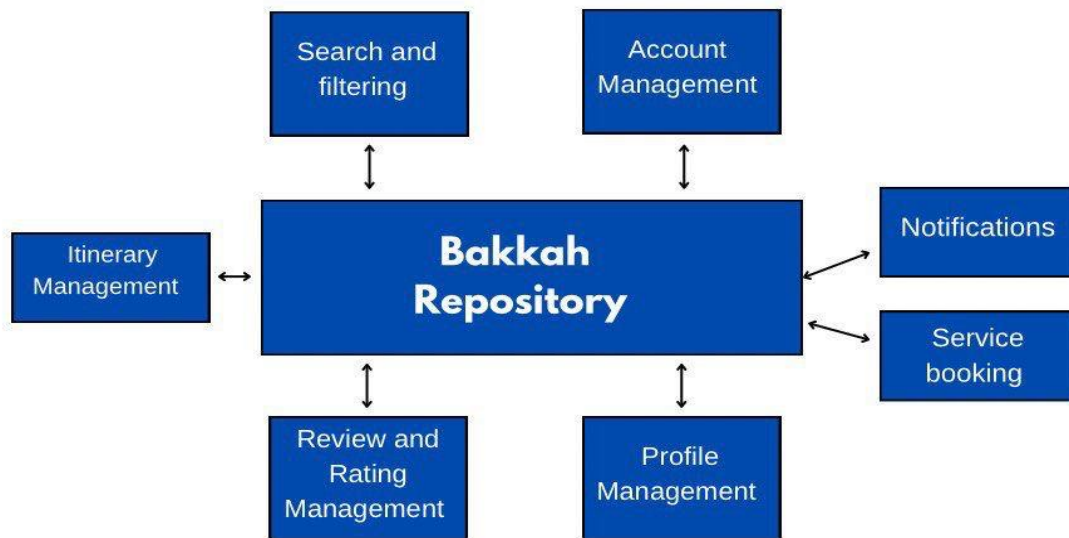 Search and
filtering
Account
Management
Bakkah
Repository
Notifications
Itinerary
Management
Service
booking
Review and
Rating
Management
Profile
Management